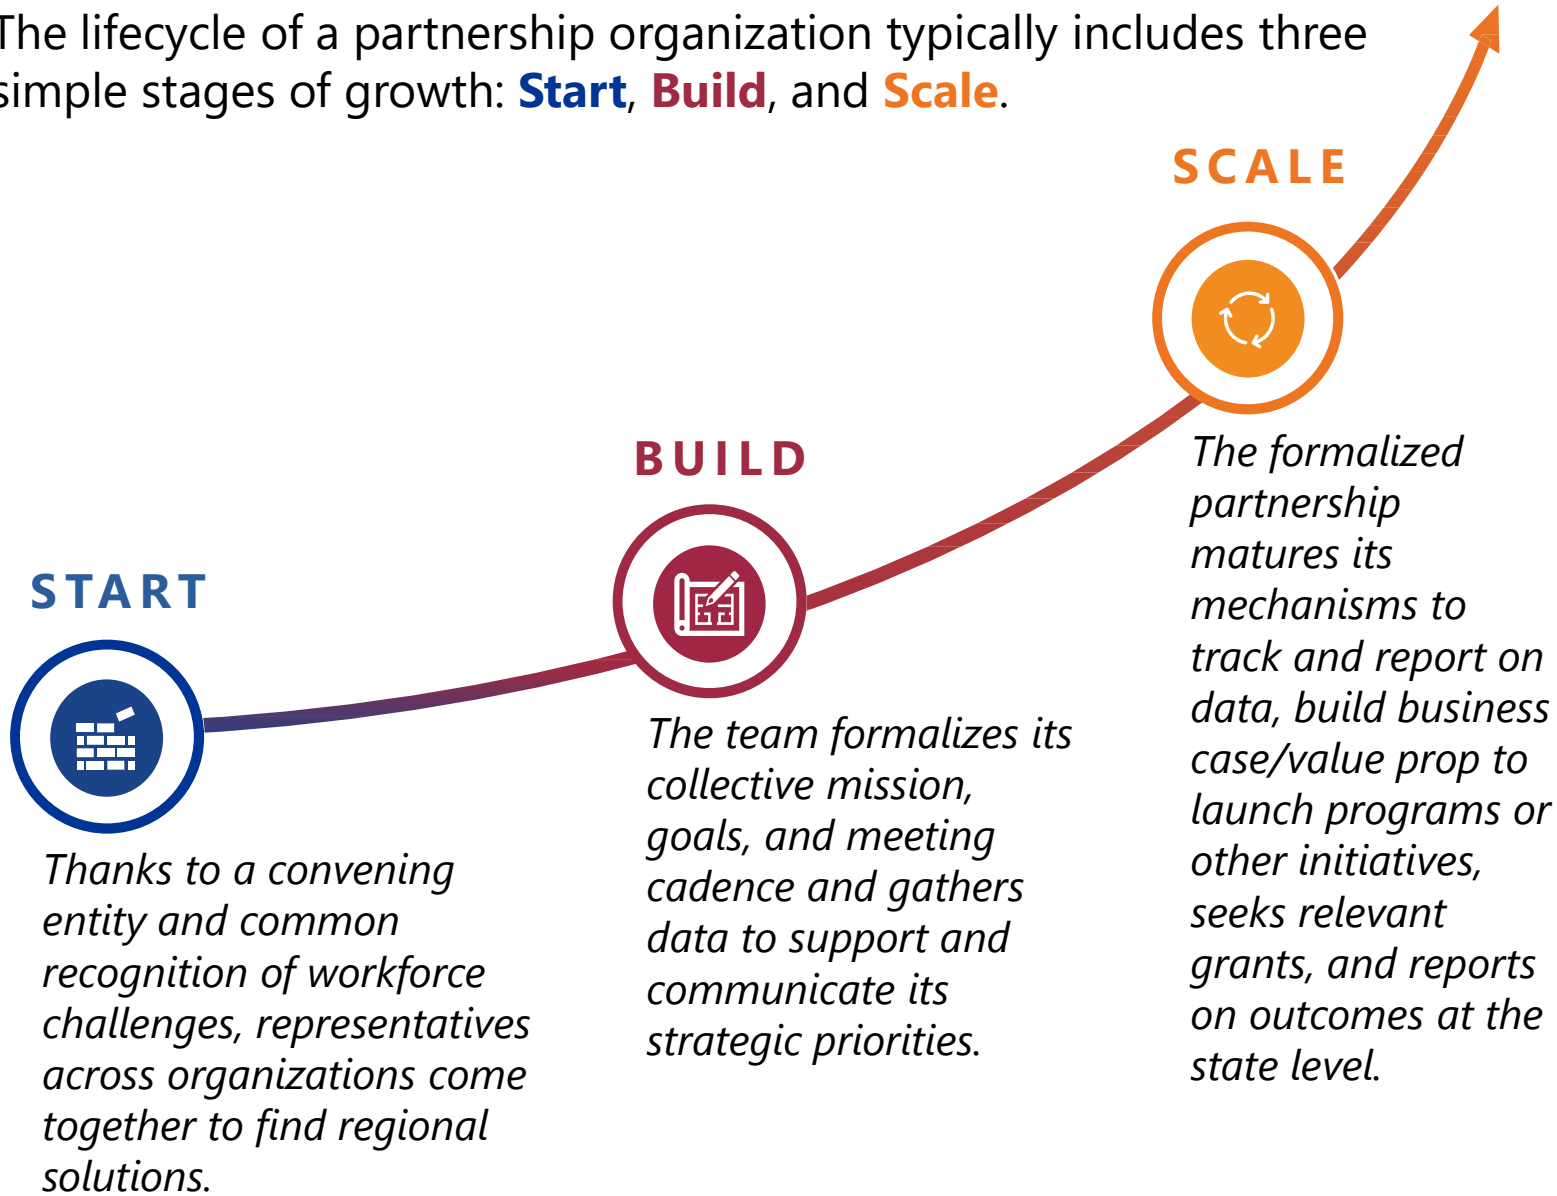 The lifecycle of a partnership organization typically includes three
simple stages of growth: Start, Build, and Scale.
SCALE
The formalized
partnership
matures its
mechanisms to
track and report on
data, build business
case/value prop to
launch programs or
other initiatives,
seeks relevant
grants, and reports
on outcomes at the
state level.
BUILD
The team formalizes its
collective mission,
goals, and meeting
cadence and gathers
data to support and
communicate its
strategic priorities.
START
Thanks to a convening
entity and common
recognition of workforce
challenges, representatives
across organizations come
together to find regional
solutions.